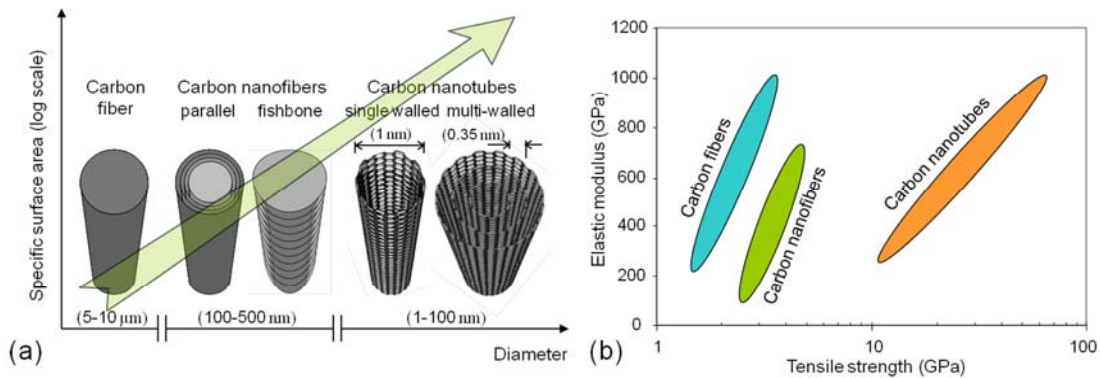 Specific surface area (log scale)
Carbon
fiber
Carbon nanofibers
parallel fishbone
Carbon nanotubes
single walled multi-walled
(1 nm)
(0.35 nm)
(5-10 μm)
(100-500 nm)
(1-100 nm)
Diameter
(a)
Elastic modulus (GPa)
1200
1000
800
600
400
200
0
Carbon fibers
Carbon nanofibers
Carbon nanotubes
1
10
100
Tensile strength (GPa)
(b)